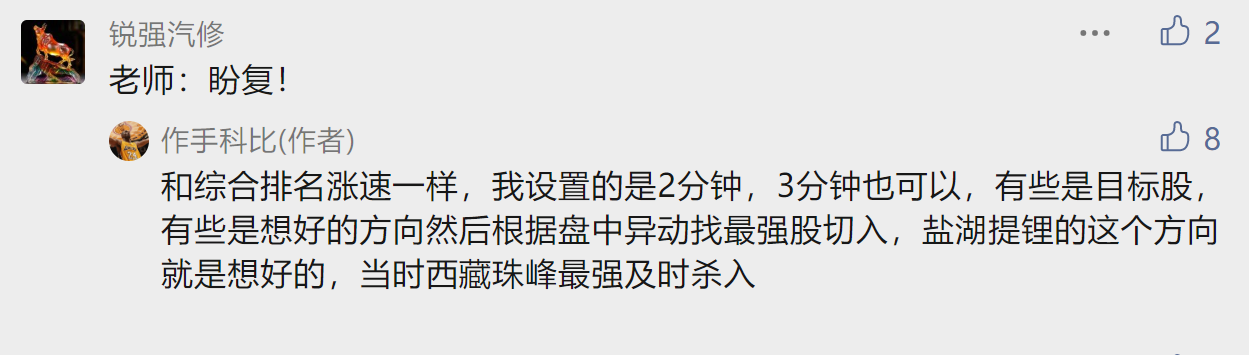 锐强汽修
2
老师：盼复！
作手科比(作者)
8
和综合排名涨速一样，我设置的是2分钟，3分钟也可以，有些是目标股，
有些是想好的方向然后根据盘中异动找最强股切入，盐湖提锂的这个方向
就是想好的，当时西藏珠峰最强及时杀入